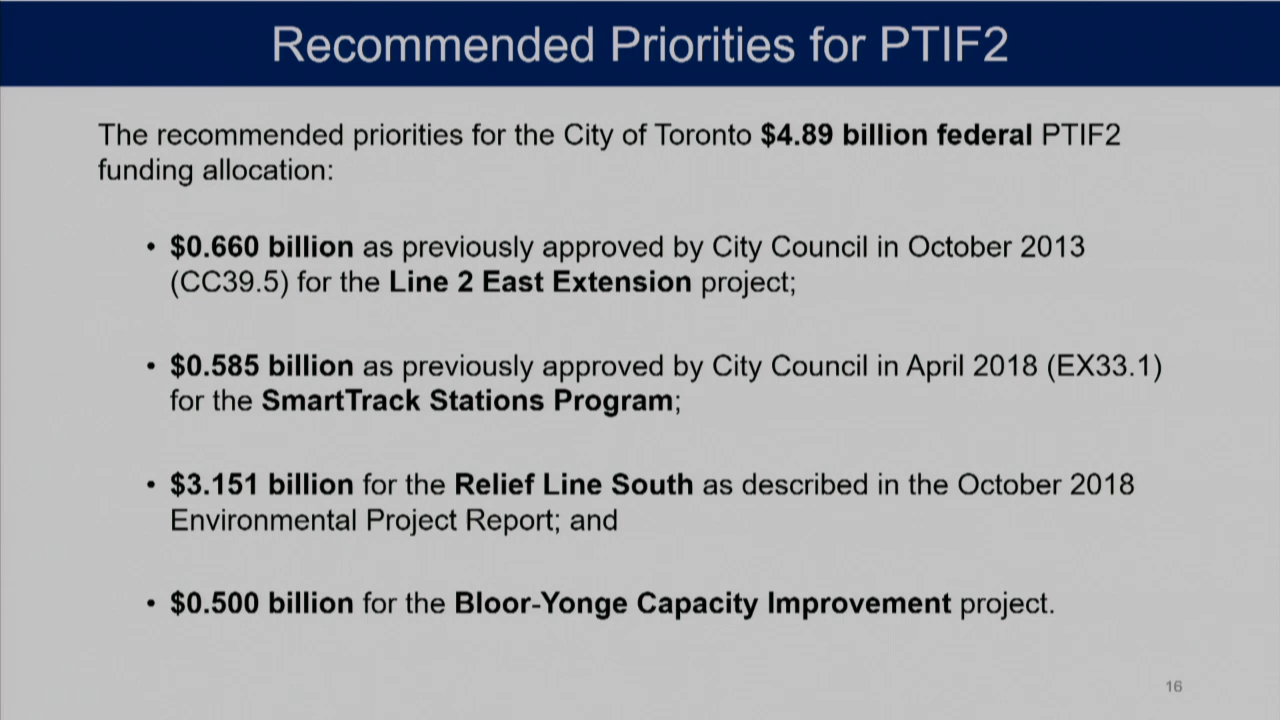 Recommended Priorities for PTIF2
The recommended priorities for the City of Toronto $4.89 billion federal PTIF2
funding allocation:
• $0.660 billion as previously approved by City Council in October 2013
(CC39.5) for the Line 2 East Extension project;
• $0.585 billion as previously approved by City Council in April 2018 (EX33.1)
for the SmartTrack Stations Program;
• $3.151 billion for the Relief Line South as described in the October 2018
Environmental Project Report; and
• $0.500 billion for the Bloor-Yonge Capacity Improvement project.
16